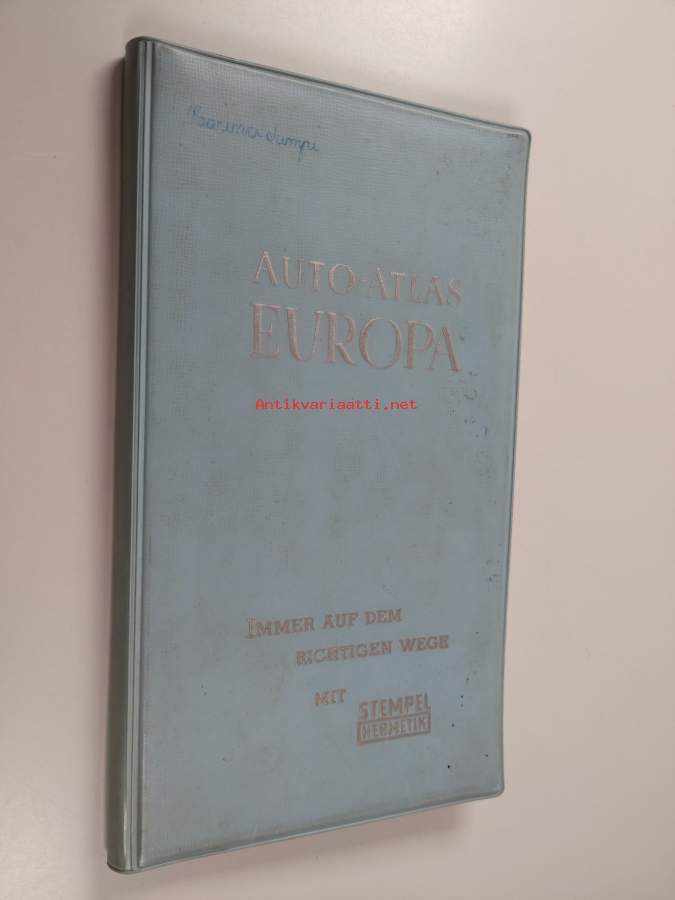 AUTO-ATLAS
EUROPA
Antikvariaatti.net
IMMER AUF DEM
RICHTIGEN WEGE
MIT STEMPEL
HERMETIK